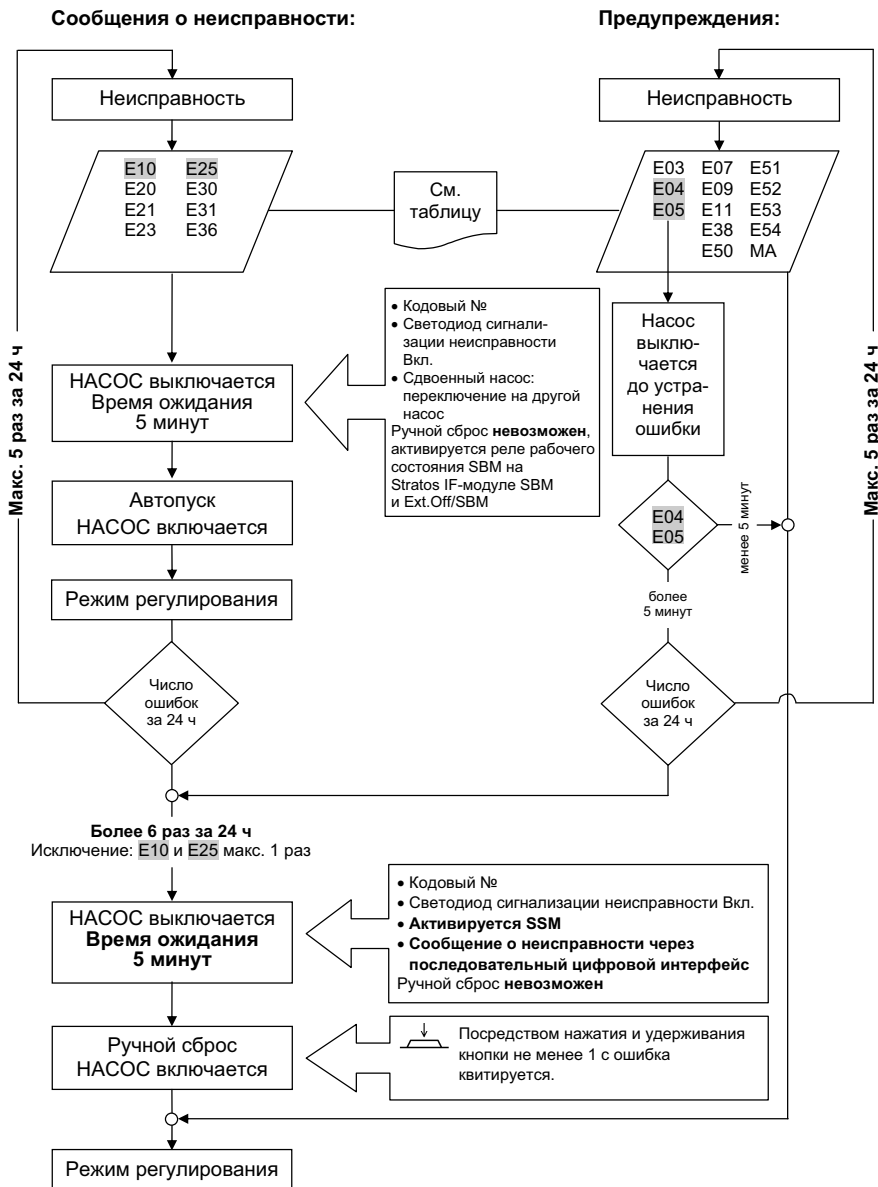 Сообщения о неисправности:
Предупреждения:
Неисправность
Неисправность
E10 E25
E20 E30
E21 E31
E23 E36
См.
таблицу
E03 E07 E51
E04 E09 E52
E05 E11 E53
E38 E54
E50 MA
• Кодовый №
• Светодиод сигнали-
зации неисправности
Вкл.
• Сдвоенный насос:
переключение на другой
насос
Ручной сброс невозможен,
активируется реле рабочего
состояния SBM на
Stratos IF-модуле SBM
и Ext.Off/SBM
Насос
выклю-
чается
до устра-
нения
ошибки
Макс. 5 раз за 24 ч
Макс. 5 раз за 24 ч
НАСОС выключается
Время ожидания
5 минут
Автопуск
НАСОС включается
E04
E05
менее 5 минут
Режим регулирования
более
5 минут
Число
ошибок
за 24 ч
Число
ошибок
за 24 ч
Более 6 раз за 24 ч
Исключение: E10 и E25 макс. 1 раз
НАСОС выключается
Время ожидания
5 минут
• Кодовый №
• Светодиод сигнализации неисправности Вкл.
• Активируется SSM
• Сообщение о неисправности через
последовательный цифровой интерфейс
Ручной сброс невозможен
Ручной сброс
НАСОС включается
Посредством нажатия и удерживания
кнопки не менее 1 с ошибка
квитируется.
Режим регулирования